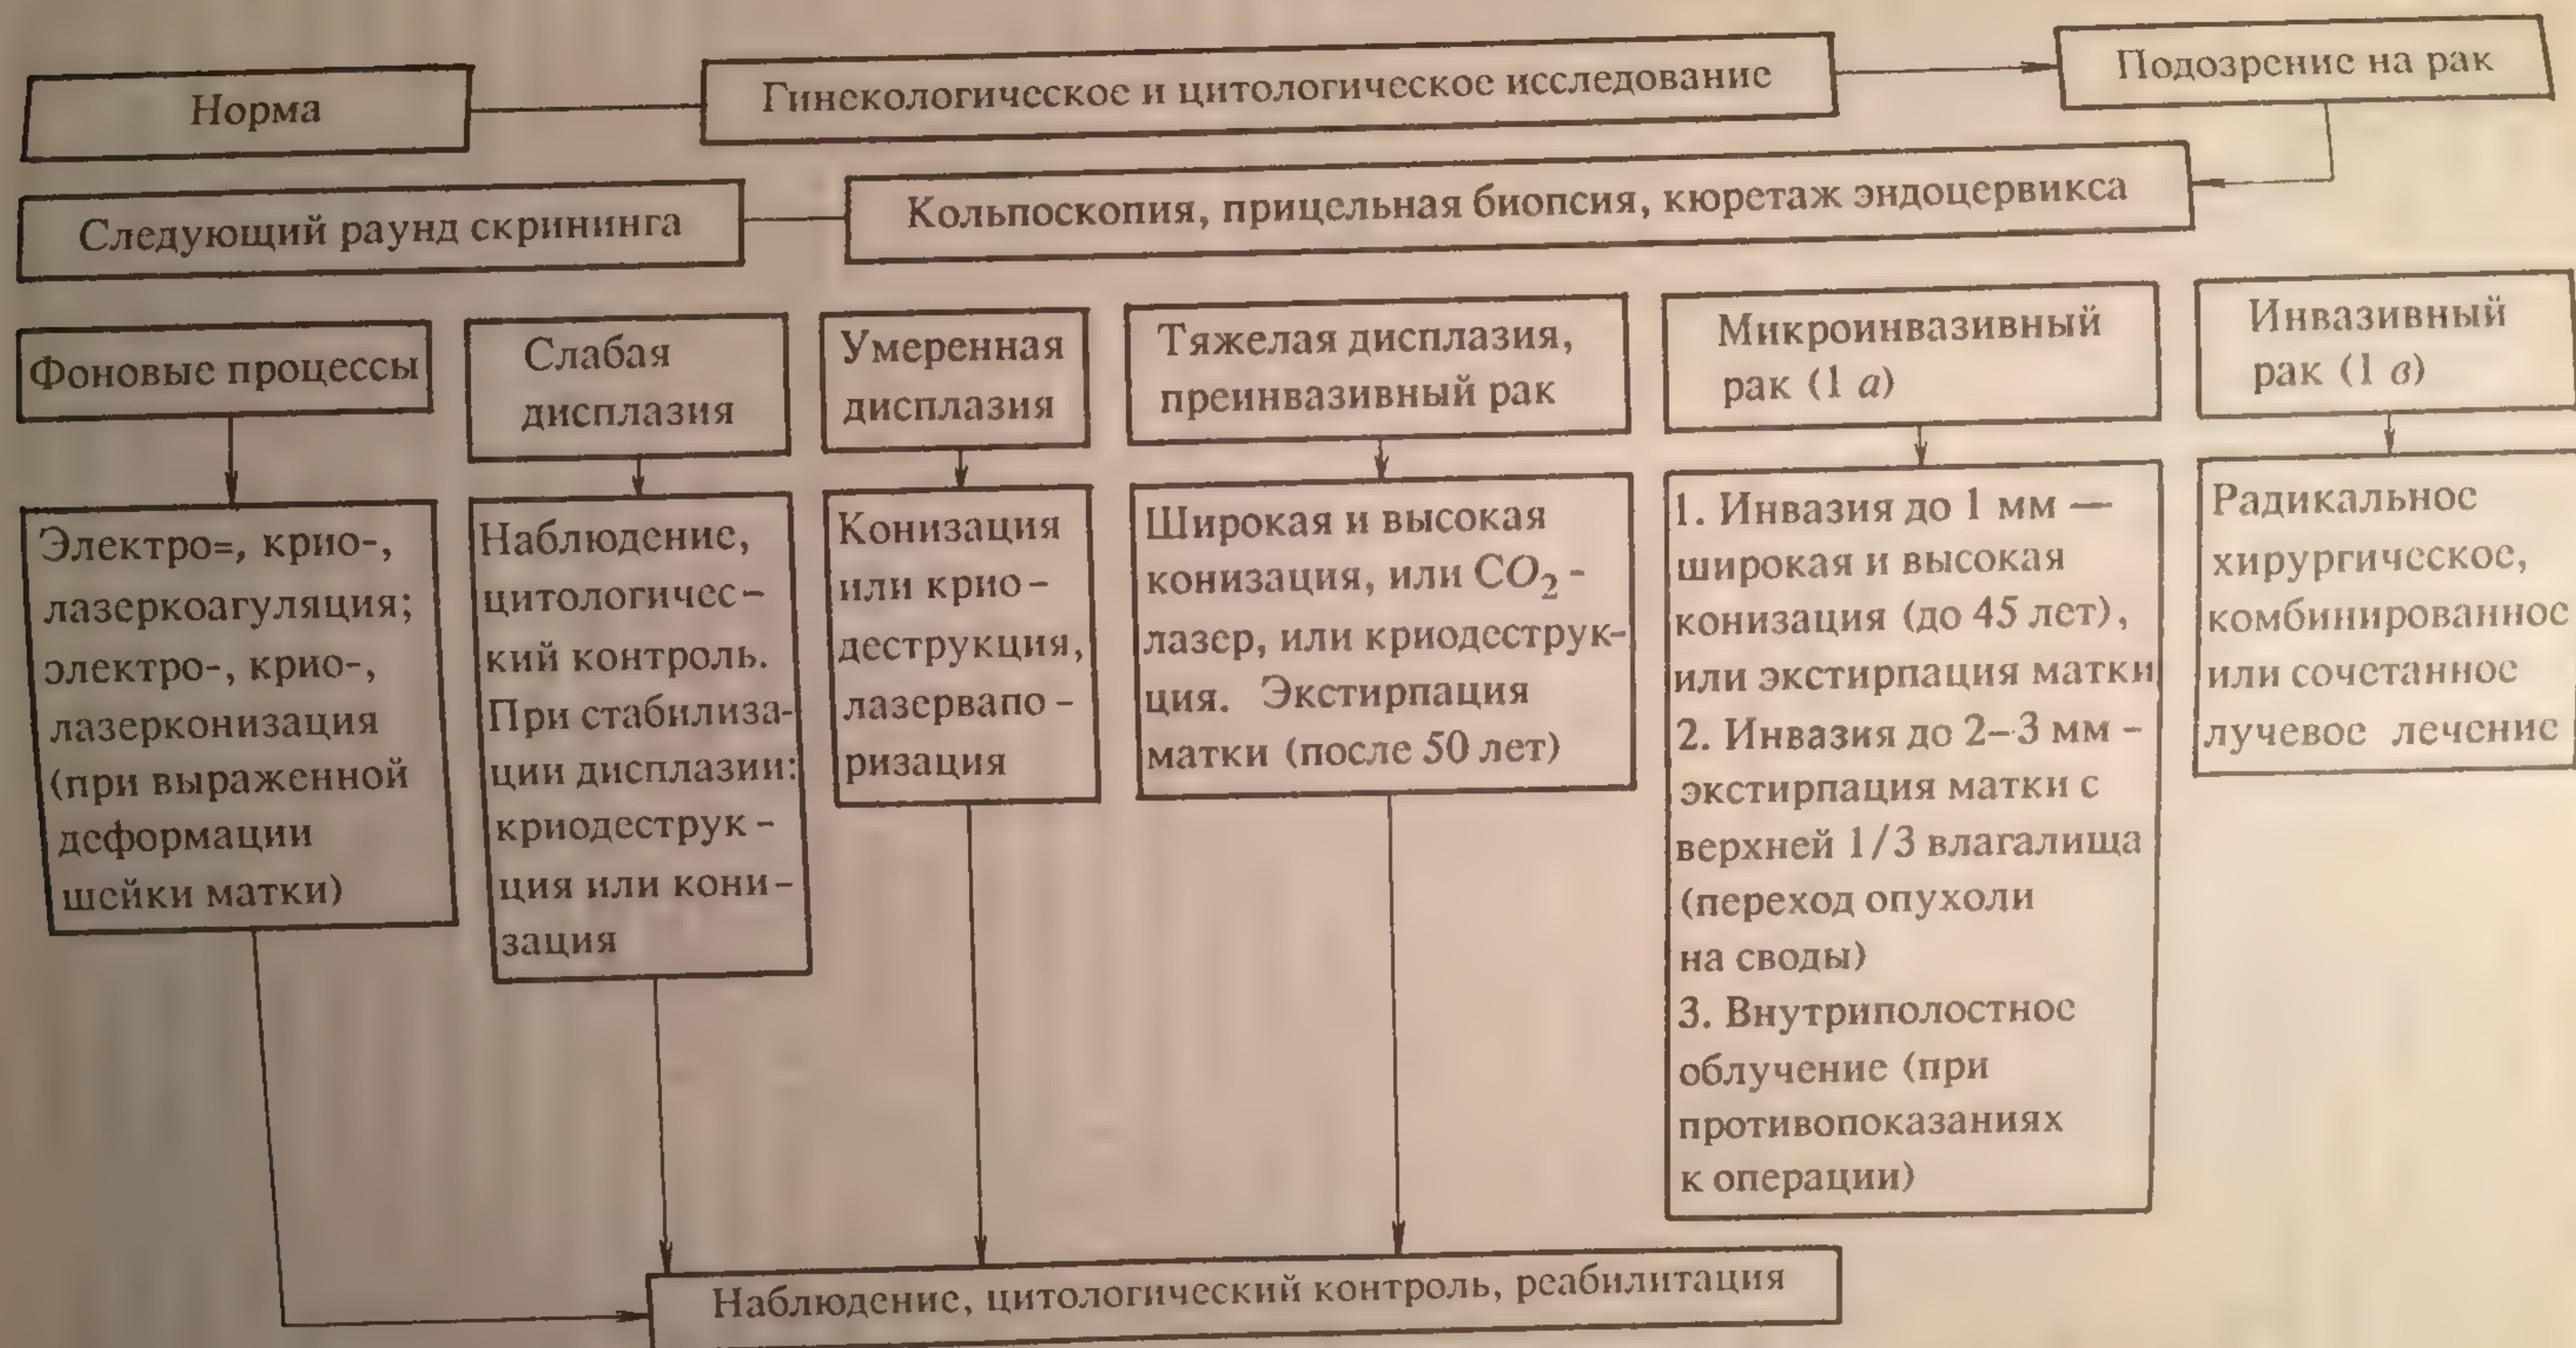 Норма
Гинекологическое и цитологическое исследование
Подозрение на рак
Следующий раунд скрининга
Кольпоскопия, прицельная биопсия, кюретаж эндоцервикса
Фоновые процессы
Слабая
дисплазия
Умеренная
дисплазия
Тяжелая дисплазия,
преинвазивный рак
Микроинвазивный
рак (1 а)
Инвазивный
рак (1 в)
Электро=, крио-,
лазеркоагуляция;
электро-, крио-,
лазерконизация
(при выраженной
деформации
шейки матки)
Наблюдение,
цитологичес-
кий контроль.
При стабилиза-
ции дисплазии:
криодеструк-
ция или кони-
зация
Конизация
или крио-
деструкция,
лазервапо-
ризация
Широкая и высокая
конизация, или CO₂-
лазер, или криодеструк-
ция. Экстирпация
матки (после 50 лет)
1. Инвазия до 1 мм —
широкая и высокая
конизация (до 45 лет),
или экстирпация матки
2. Инвазия до 2–3 мм -
экстирпация матки с
верхней 1/3 влагалища
(переход опухоли
на своды)
3. Внутриполостное
облучение (при
противопоказаниях
к операции)
Радикальное
хирургическое,
комбинированное
или сочетанное
лучевое лечение
Наблюдение, цитологический контроль, реабилитация